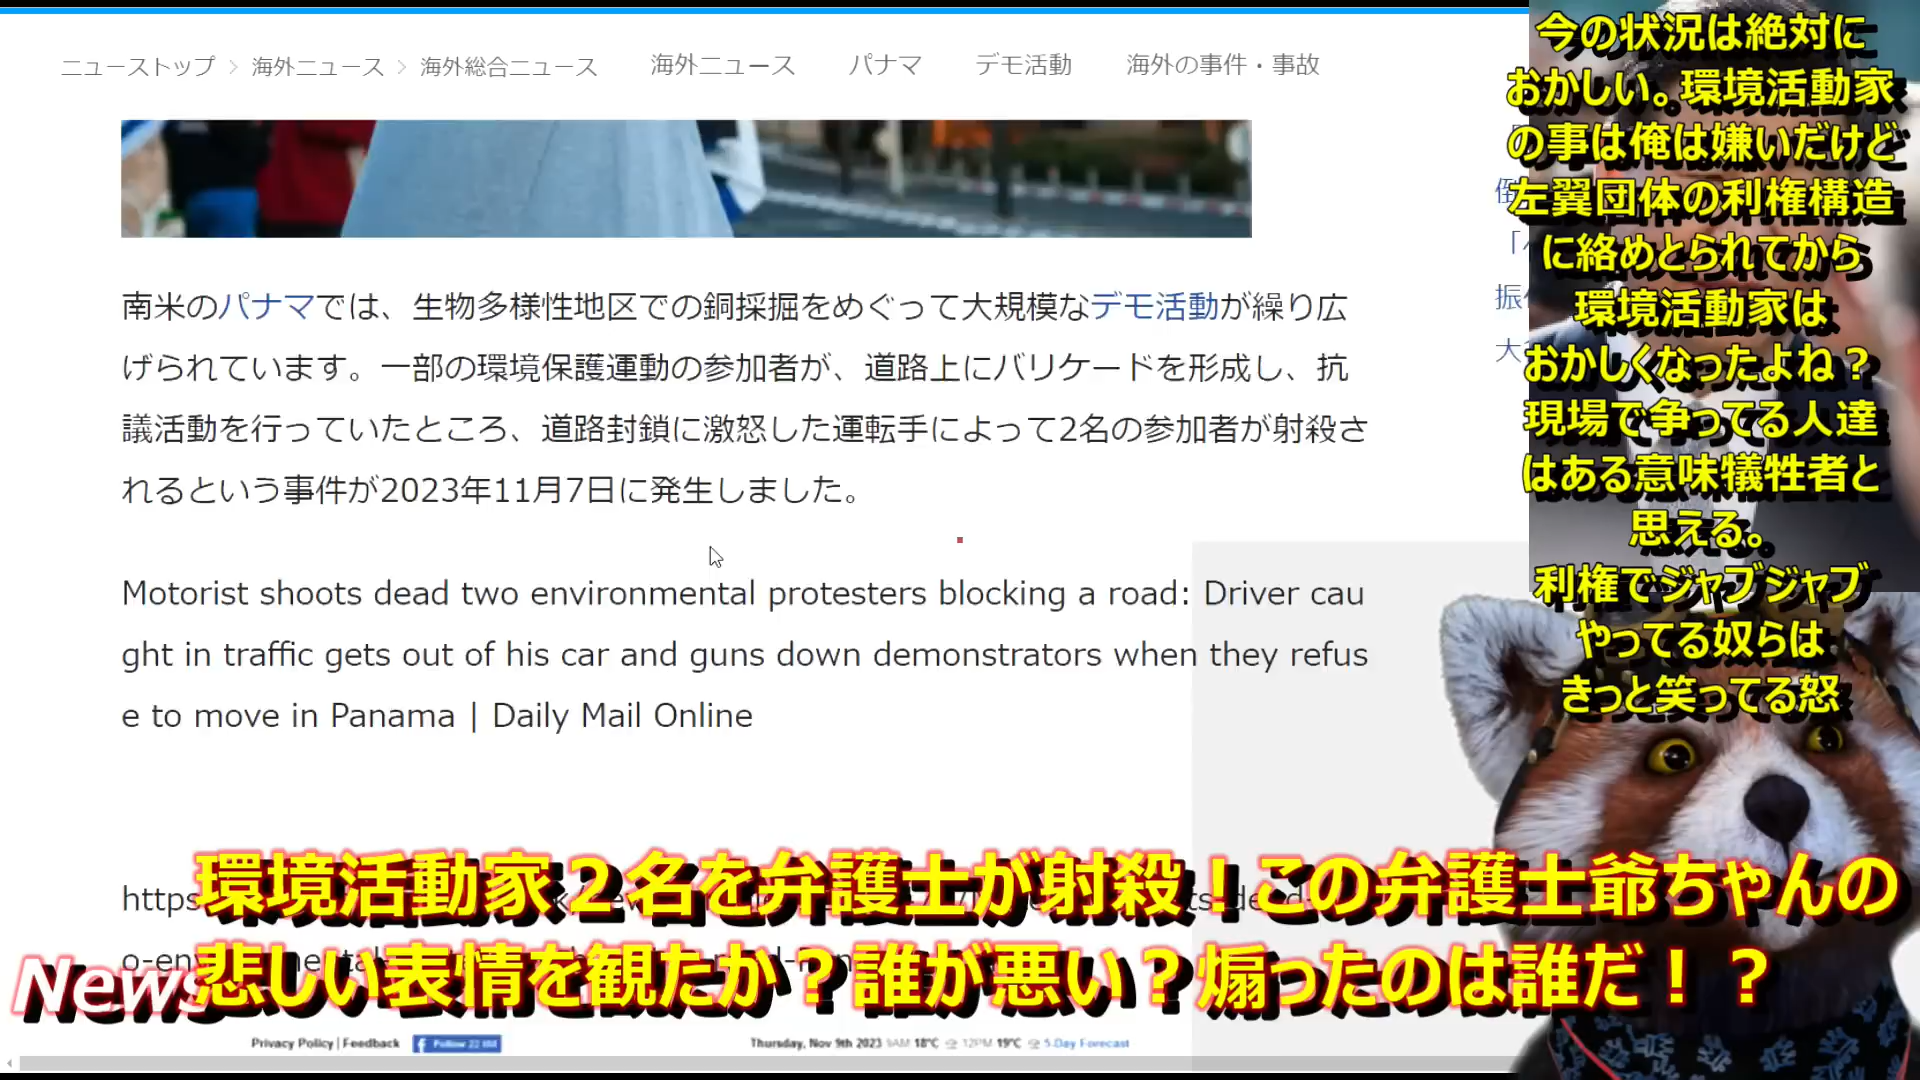 ニューストップ > 海外ニュース > 海外総合ニュース
海外ニュース
パナマ
デモ活動
海外の事件・事故
南米のパナマでは、生物多様性地区での銅採掘をめぐって大規模なデモ活動が繰り広
げられています。一部の環境保護運動の参加者が、道路上にバリケードを形成し、抗
議活動を行っていたところ、道路封鎖に激怒した運転手によって2名の参加者が射殺さ
れるという事件が2023年11月7日に発生しました。
Motorist shoots dead two environmental protesters blocking a road: Driver cau
ght in traffic gets out of his car and guns down demonstrators when they refus
e to move in Panama | Daily Mail Online
今の状況は絶対に
おかしい。環境活動家
の事は俺は嫌いだけど
左翼団体の利権構造
に絡めとられてから
環境活動家は
おかしくなったよね？
現場で争ってる人達
はある意味犠牲者と
思える。
利権でジャブジャブ
やってる奴らは
きっと笑ってる怒
https
環境活動家２名を弁護士が射殺！この弁護士爺ちゃんの
悲しい表情を観たか？誰が悪い？煽ったのは誰だ！？
News
Privacy Policy | Feedback
Follow
Thursday, Nov 9th 2023 9AM 18°C 12PM 19°C 5-Day Forecast